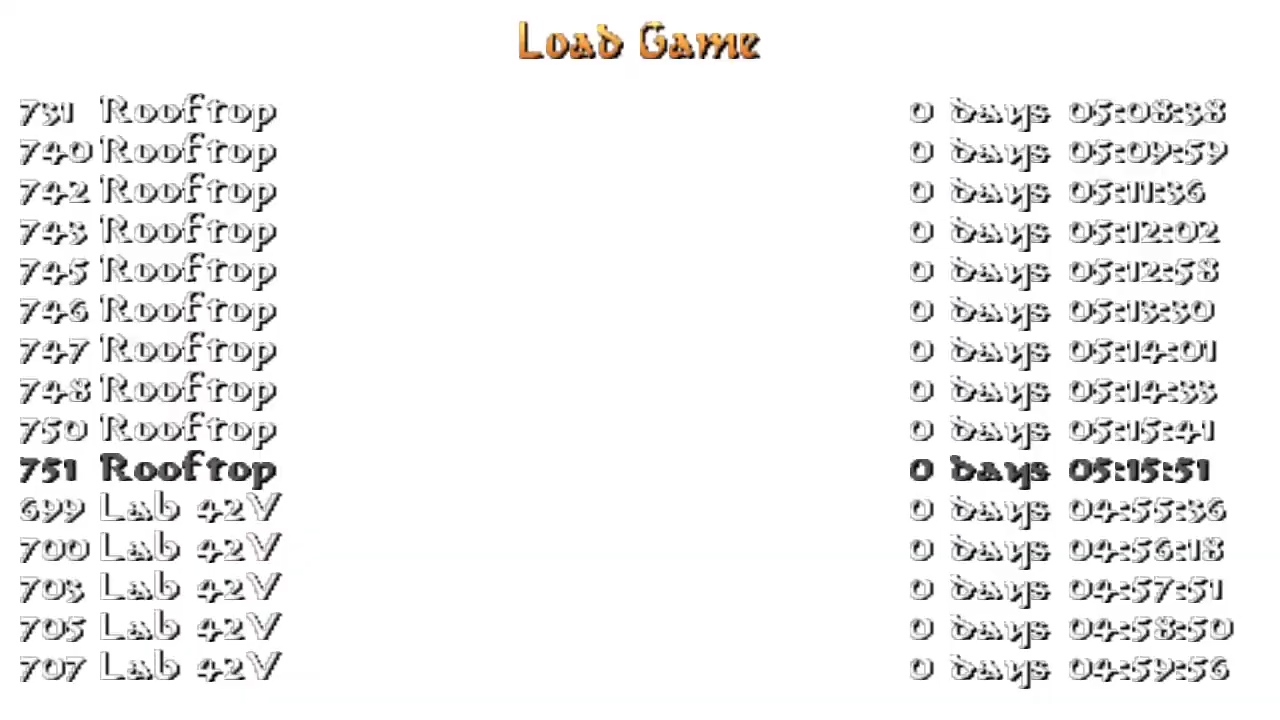 Load Game
731 Rooftop 0 days 05:08:38
740 Rooftop 0 days 05:09:59
742 Rooftop 0 days 05:11:36
743 Rooftop 0 days 05:12:02
745 Rooftop 0 days 05:12:58
746 Rooftop 0 days 05:13:30
747 Rooftop 0 days 05:14:01
748 Rooftop 0 days 05:14:33
750 Rooftop 0 days 05:15:41
751 Rooftop 0 days 05:15:51
699 Lab 42V 0 days 04:55:36
700 Lab 42V 0 days 04:56:18
703 Lab 42V 0 days 04:57:51
705 Lab 42V 0 days 04:58:50
707 Lab 42V 0 days 04:59:56